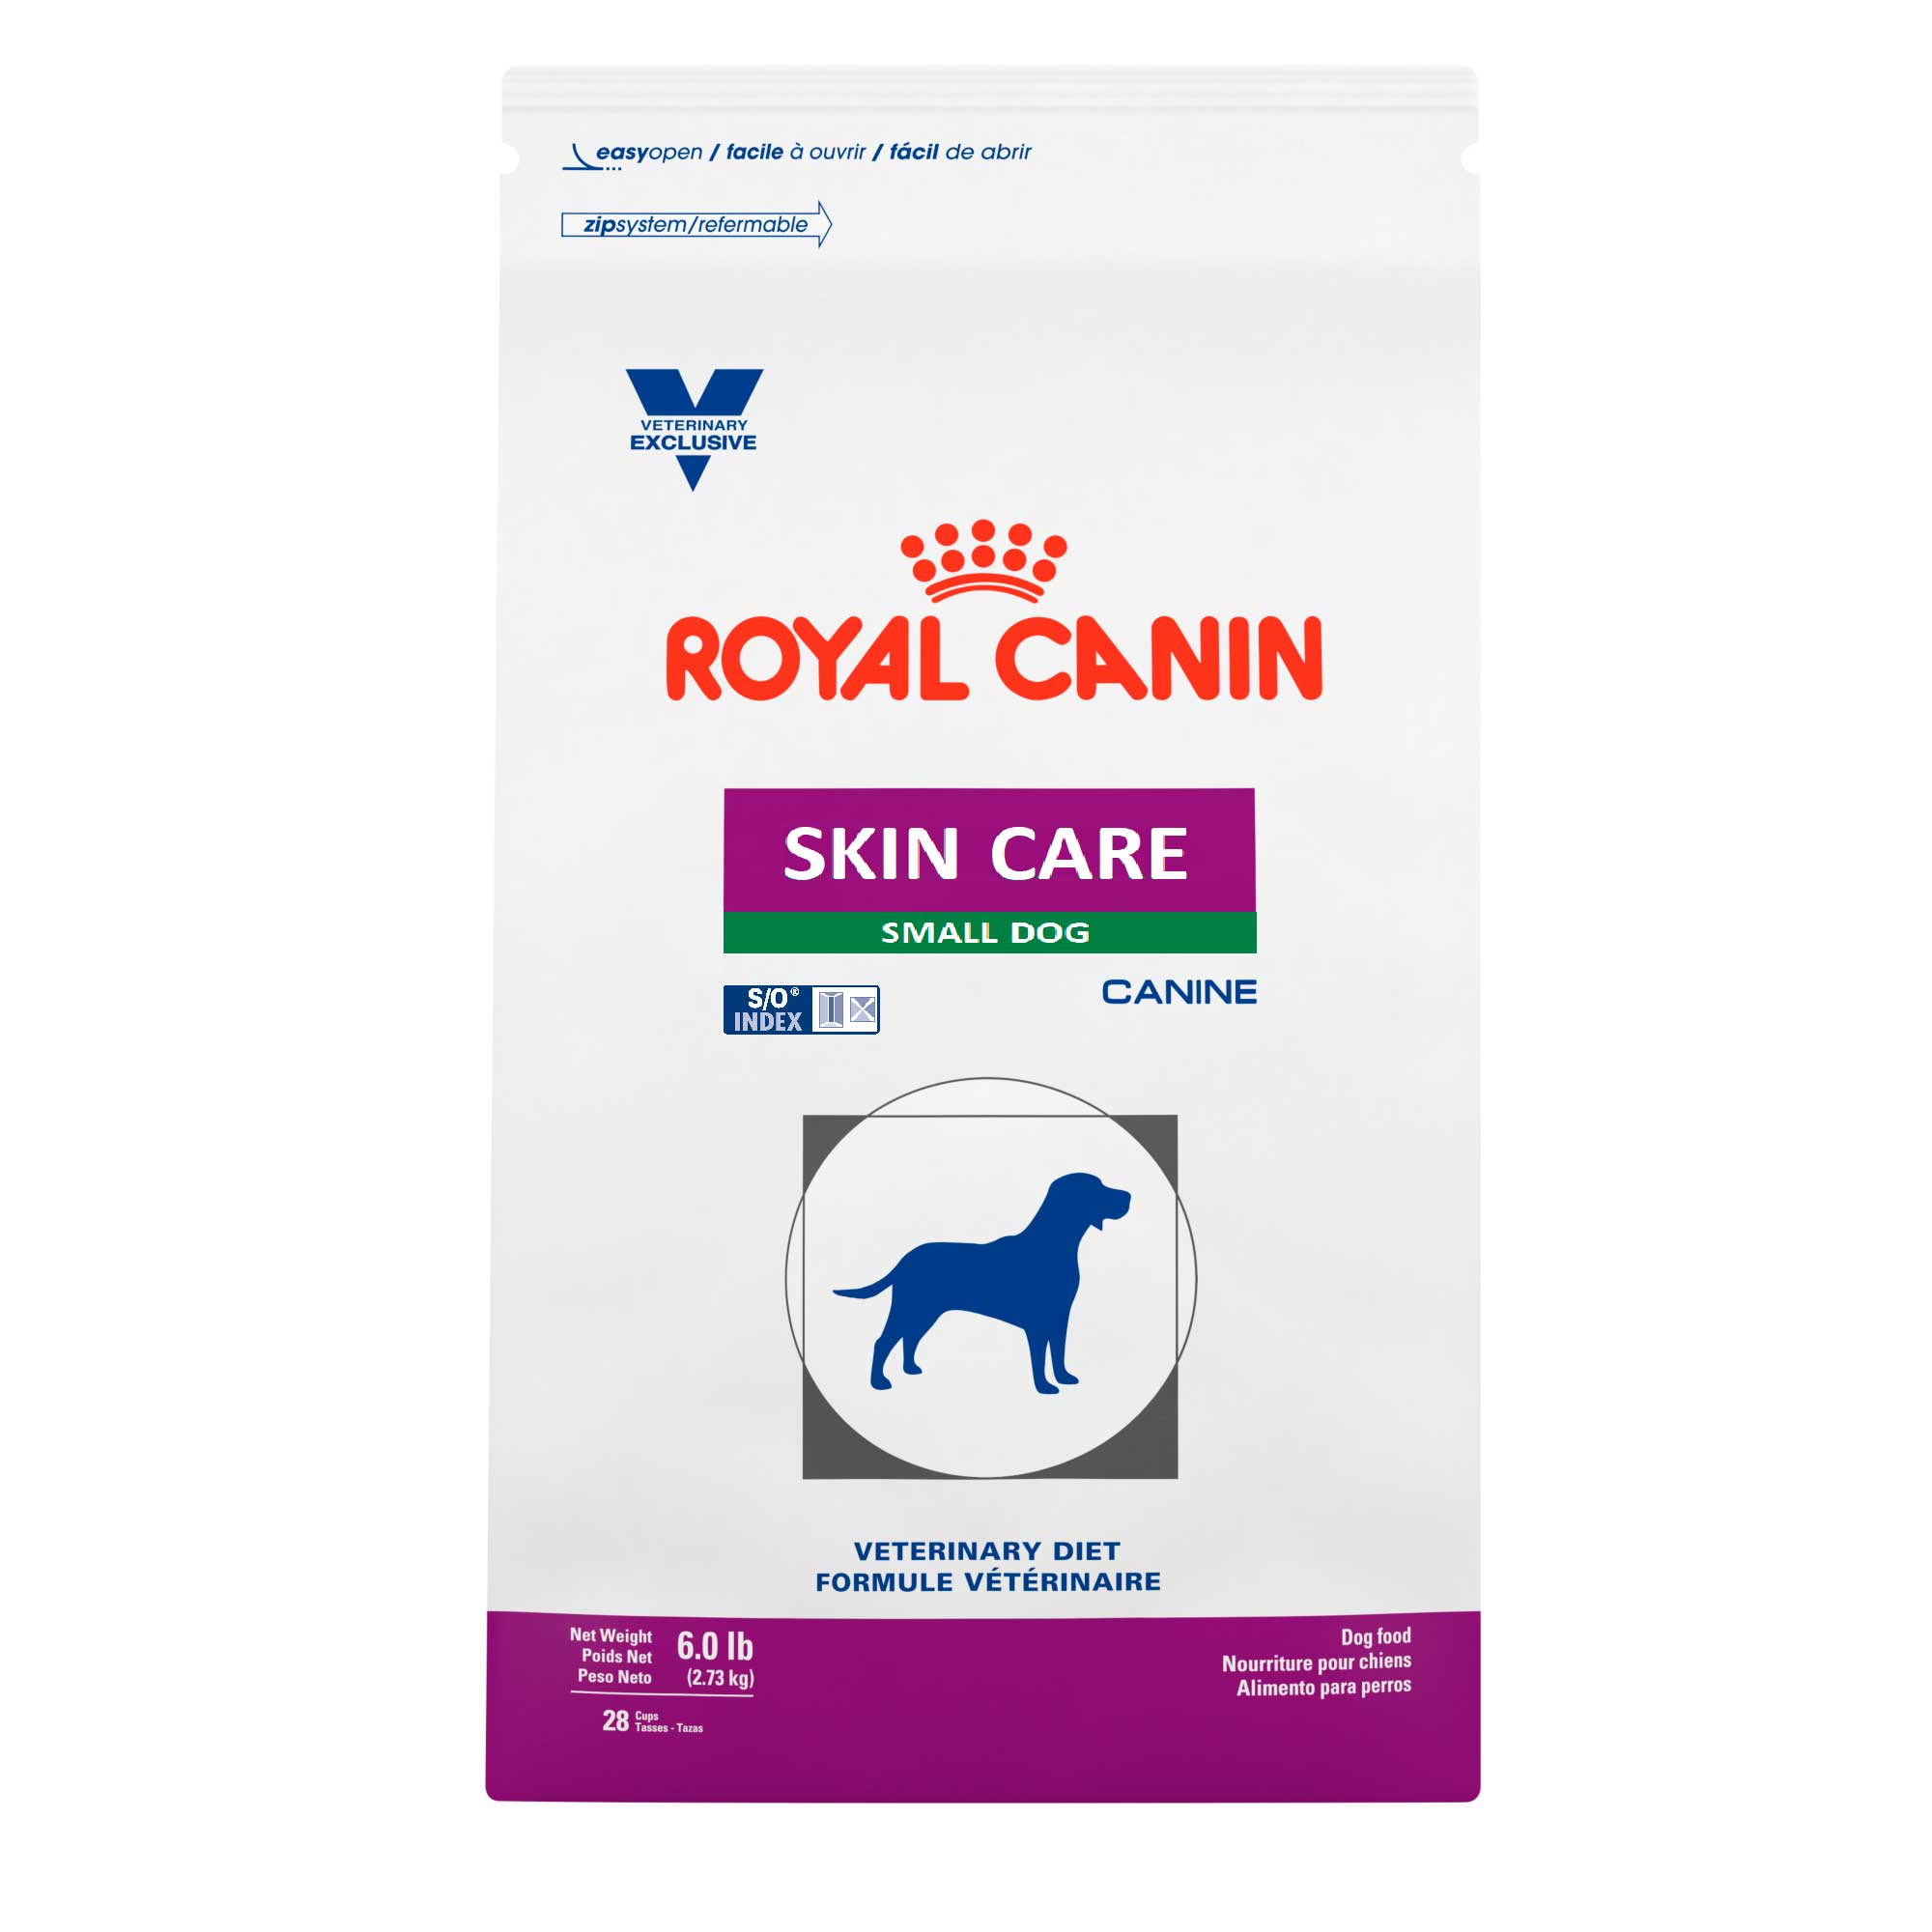 easyopen / facile à ouvrir / fácil de abrir
zipsystem/refermable
VETERINARY
EXCLUSIVE
ROYAL CANIN
SKIN CARE
SMALL DOG
S/O®
INDEX
CANINE
VETERINARY DIET
FORMULE VÉTÉRINAIRE
Net Weight
Poids Net
Peso Neto
6.0 lb
(2.73 kg)
28 Cups
Tasses - Tazas
Dog food
Nourriture pour chiens
Alimento para perros